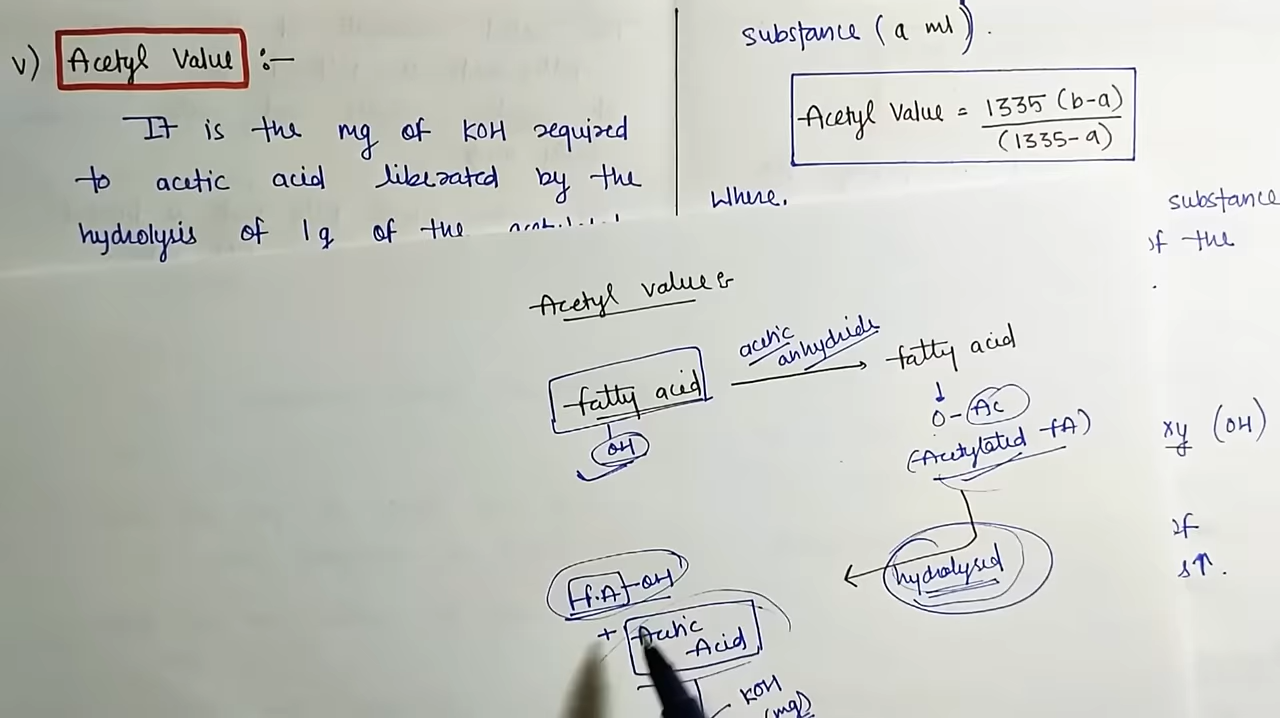 v) Acetyl Value :-
It is the mg of KOH required
to acetic acid liberated by the
hydrolysis of 1g of the
substance (a ml).
Acetyl Value = 1335 (b-a)
(1335-a)
Where.
substance
of the
Acetyl value
fatty acid
OH
acetic
anhydride
fatty acid
O-Ac
(Acetylated FA)
xy (OH)
hydrolysed
If
F.A-OH
+ Acetic
Acid
KOH
(mg)